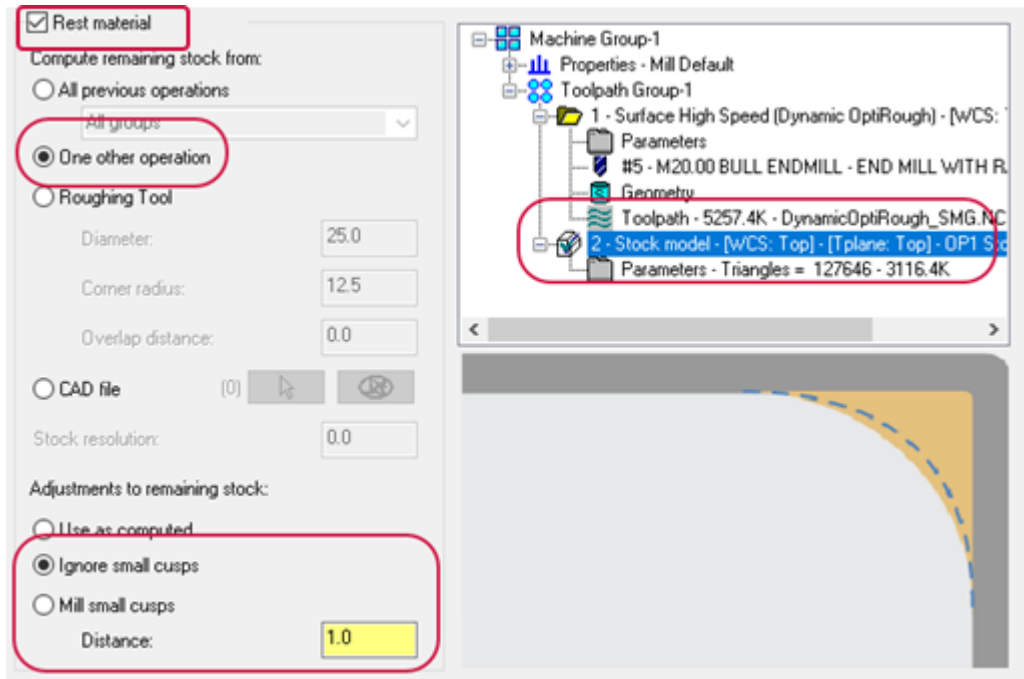 Rest material
Compute remaining stock from:
All previous operations
All groups
One other operation
Roughing Tool
Diameter: 25.0
Corner radius: 12.5
Overlap distance: 0.0
CAD file (0)
Stock resolution: 0.0
Adjustments to remaining stock:
Use as computed
Ignore small cusps
Mill small cusps
Distance: 1.0
Machine Group-1
Properties - Mill Default
Toolpath Group-1
1 - Surface High Speed (Dynamic OptiRough) - [WCS:
Parameters
#5 - M20.00 BULL ENDMILL - END MILL WITH
Geometry
Toolpath - 5257.4K - DynamicOptiRough_SMG.NC
2 - Stock model - [WCS: Top] - [Tplane: Top] - OP1
Parameters - Triangles = 127646 - 3116.4K